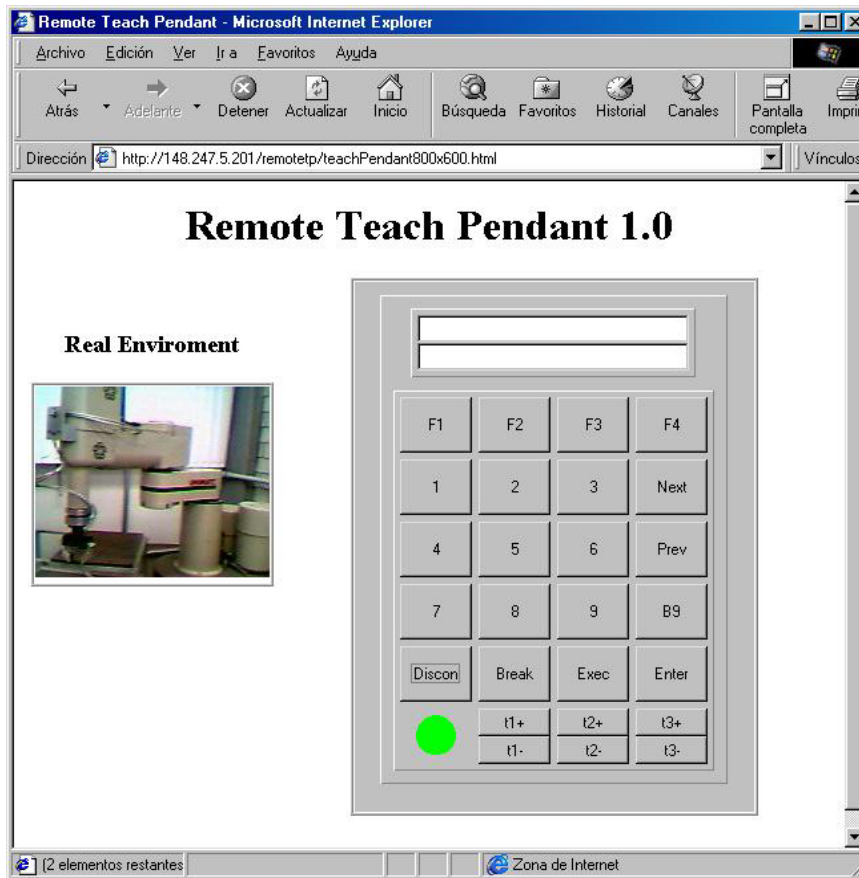 Remote Teach Pendant - Microsoft Internet Explorer
Archivo Edición Ver Ir a Favoritos Ayuda
Atrás Adelante Detener Actualizar Inicio Búsqueda Favoritos Historial Canales Pantalla completa Imprim
Dirección http://148.247.5.201/remotetp/teachPendant800x600.html Vínculos
Remote Teach Pendant 1.0
Real Enviroment
F1 F2 F3 F4
1 2 3 Next
4 5 6 Prev
7 8 9 B9
Discon Break Exec Enter
t1+ t2+ t3+
t1- t2- t3-
(2 elementos restantes Zona de Internet